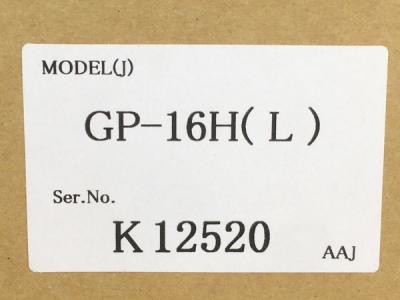 MODEL(J)
GP-16H( L )
Ser.No.
K 12520
AAJ